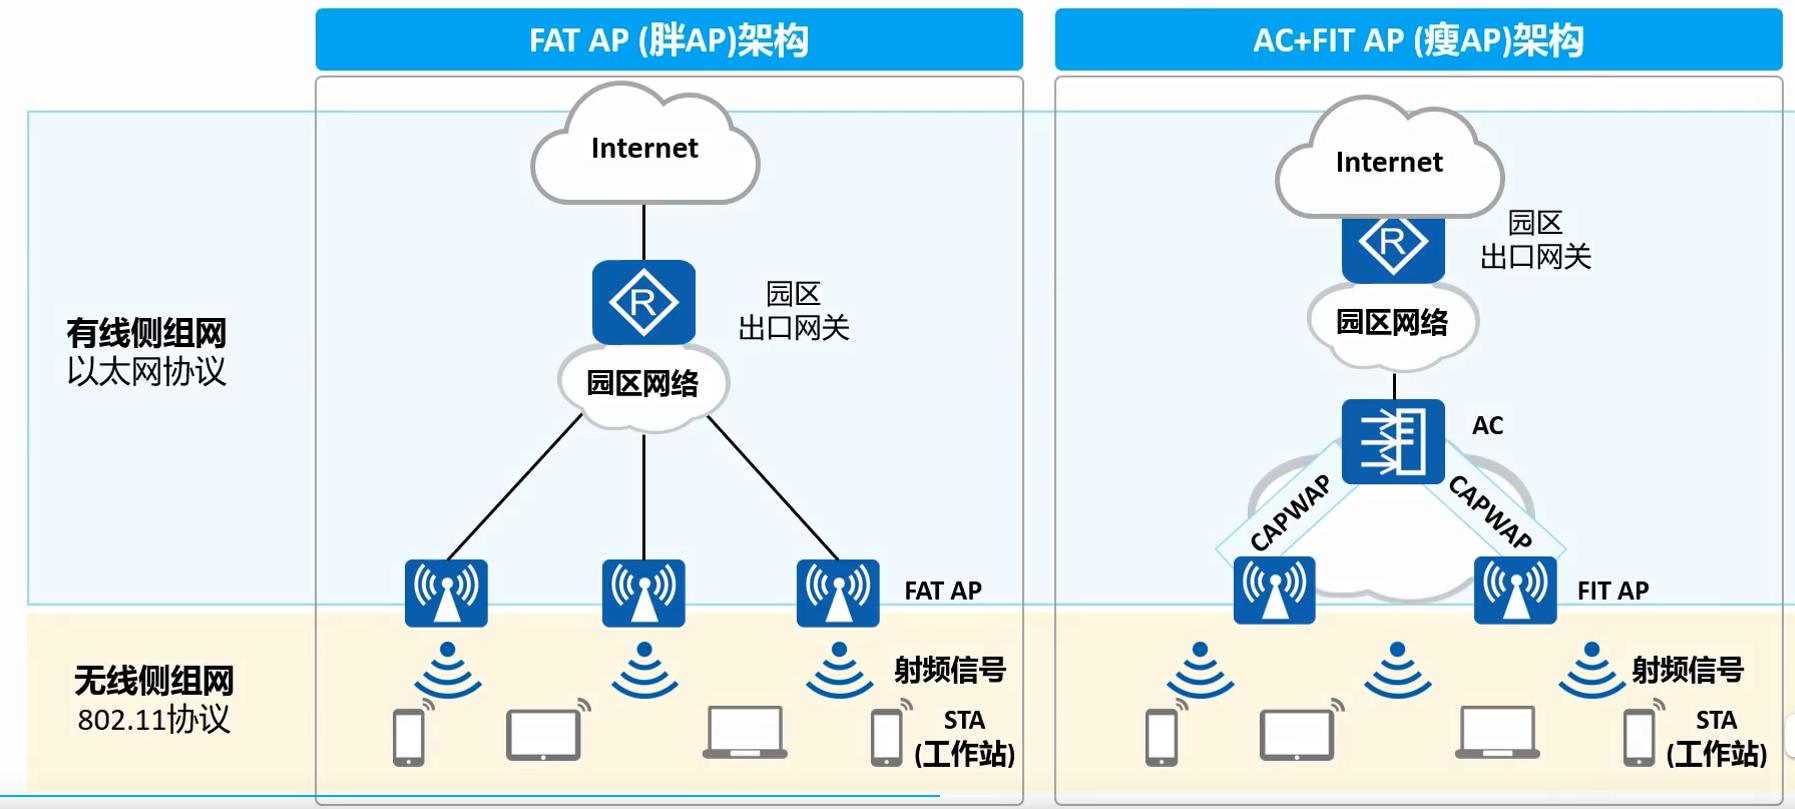 FAT AP (胖AP)架构
AC+FIT AP (瘦AP)架构
有线侧组网
以太网协议
无线侧组网
802.11协议
Internet
R
园区
出口网关
园区网络
FAT AP
射频信号
STA
(工作站)
Internet
R
园区
出口网关
园区网络
AC
CAPWAP
CAPWAP
FIT AP
射频信号
STA
(工作站)